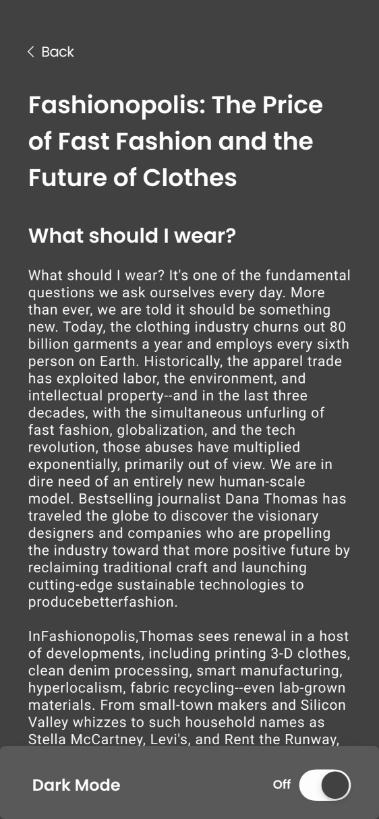 Back
Fashionopolis: The Price
of Fast Fashion and the
Future of Clothes
What should I wear?
What should I wear? It's one of the fundamental
questions we ask ourselves every day. More
than ever, we are told it should be something
new. Today, the clothing industry churns out 80
billion garments a year and employs every sixth
person on Earth. Historically, the apparel trade
has exploited labor, the environment, and
intellectual property--and in the last three
decades, with the simultaneous unfurling of
fast fashion, globalization, and the tech
revolution, those abuses have multiplied
exponentially, primarily out of view. We are in
dire need of an entirely new human-scale
model. Bestselling journalist Dana Thomas has
traveled the globe to discover the visionary
designers and companies who are propelling
the industry toward that more positive future by
reclaiming traditional craft and launching
cutting-edge sustainable technologies to
producebetterfashion.
InFashionopolis,Thomas sees renewal in a host
of developments, including printing 3-D clothes,
clean denim processing, smart manufacturing,
hyperlocalism, fabric recycling--even lab-grown
materials. From small-town makers and Silicon
Valley whizzes to such household names as
Stella McCartney, Levi's, and Rent the Runway,
Dark Mode Off